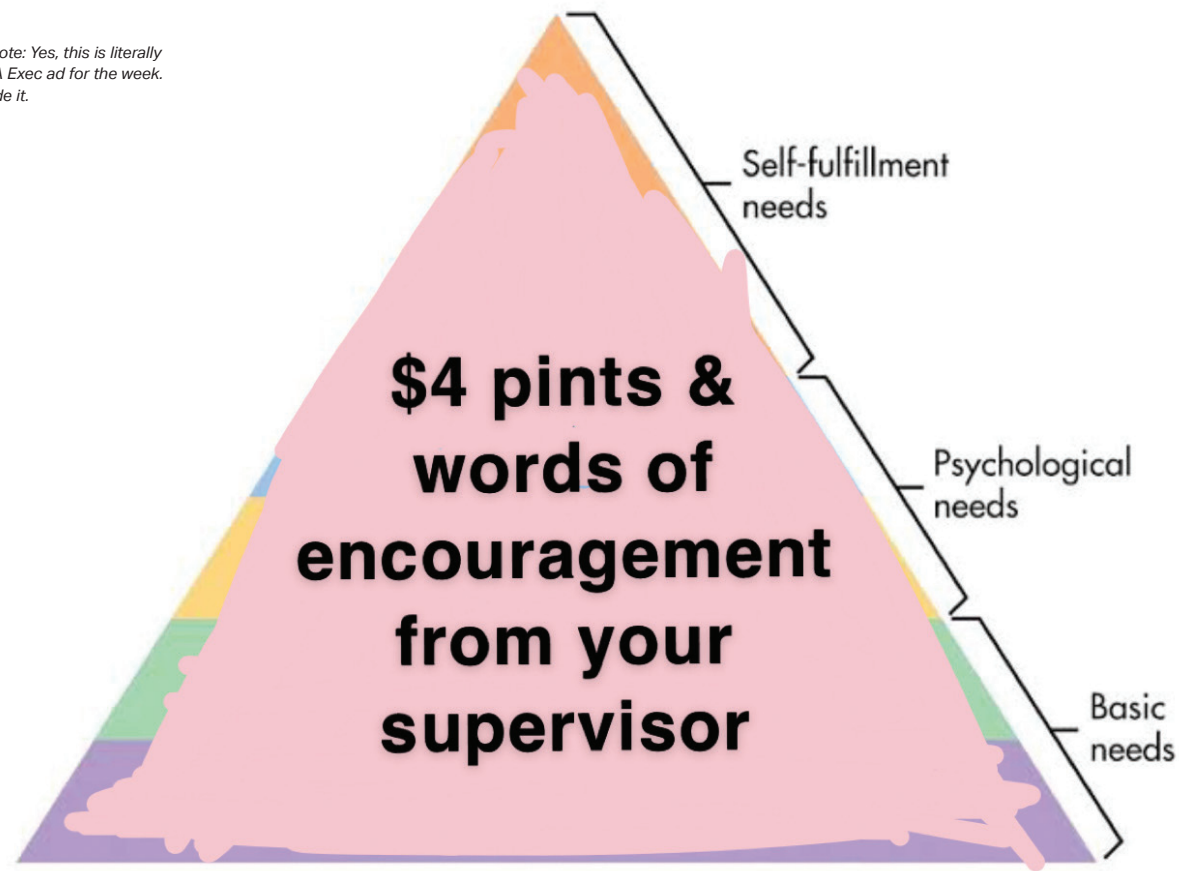 ote: Yes, this is literally
A Exec ad for the week.
de it.
Self-fulfillment
needs
$4 pints &
words of
encouragement
from your
supervisor
Psychological
needs
Basic
needs